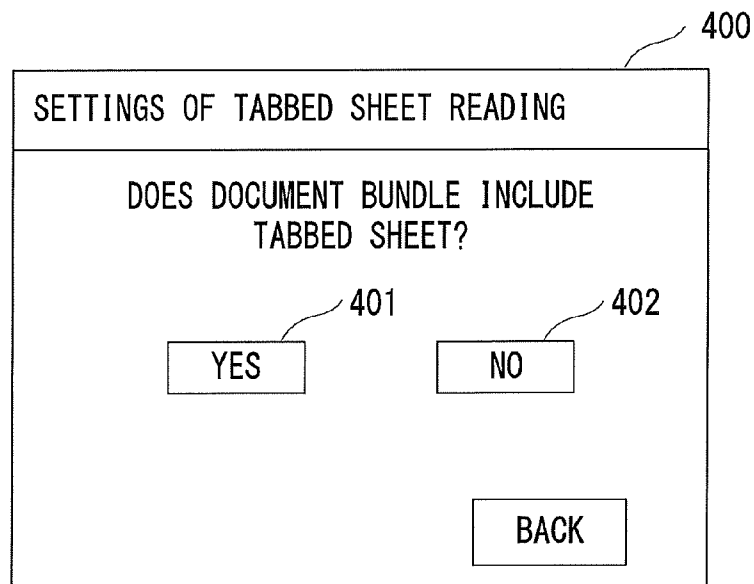 400
SETTINGS OF TABBED SHEET READING
DOES DOCUMENT BUNDLE INCLUDE
TABBED SHEET?
401
402
YES
NO
BACK